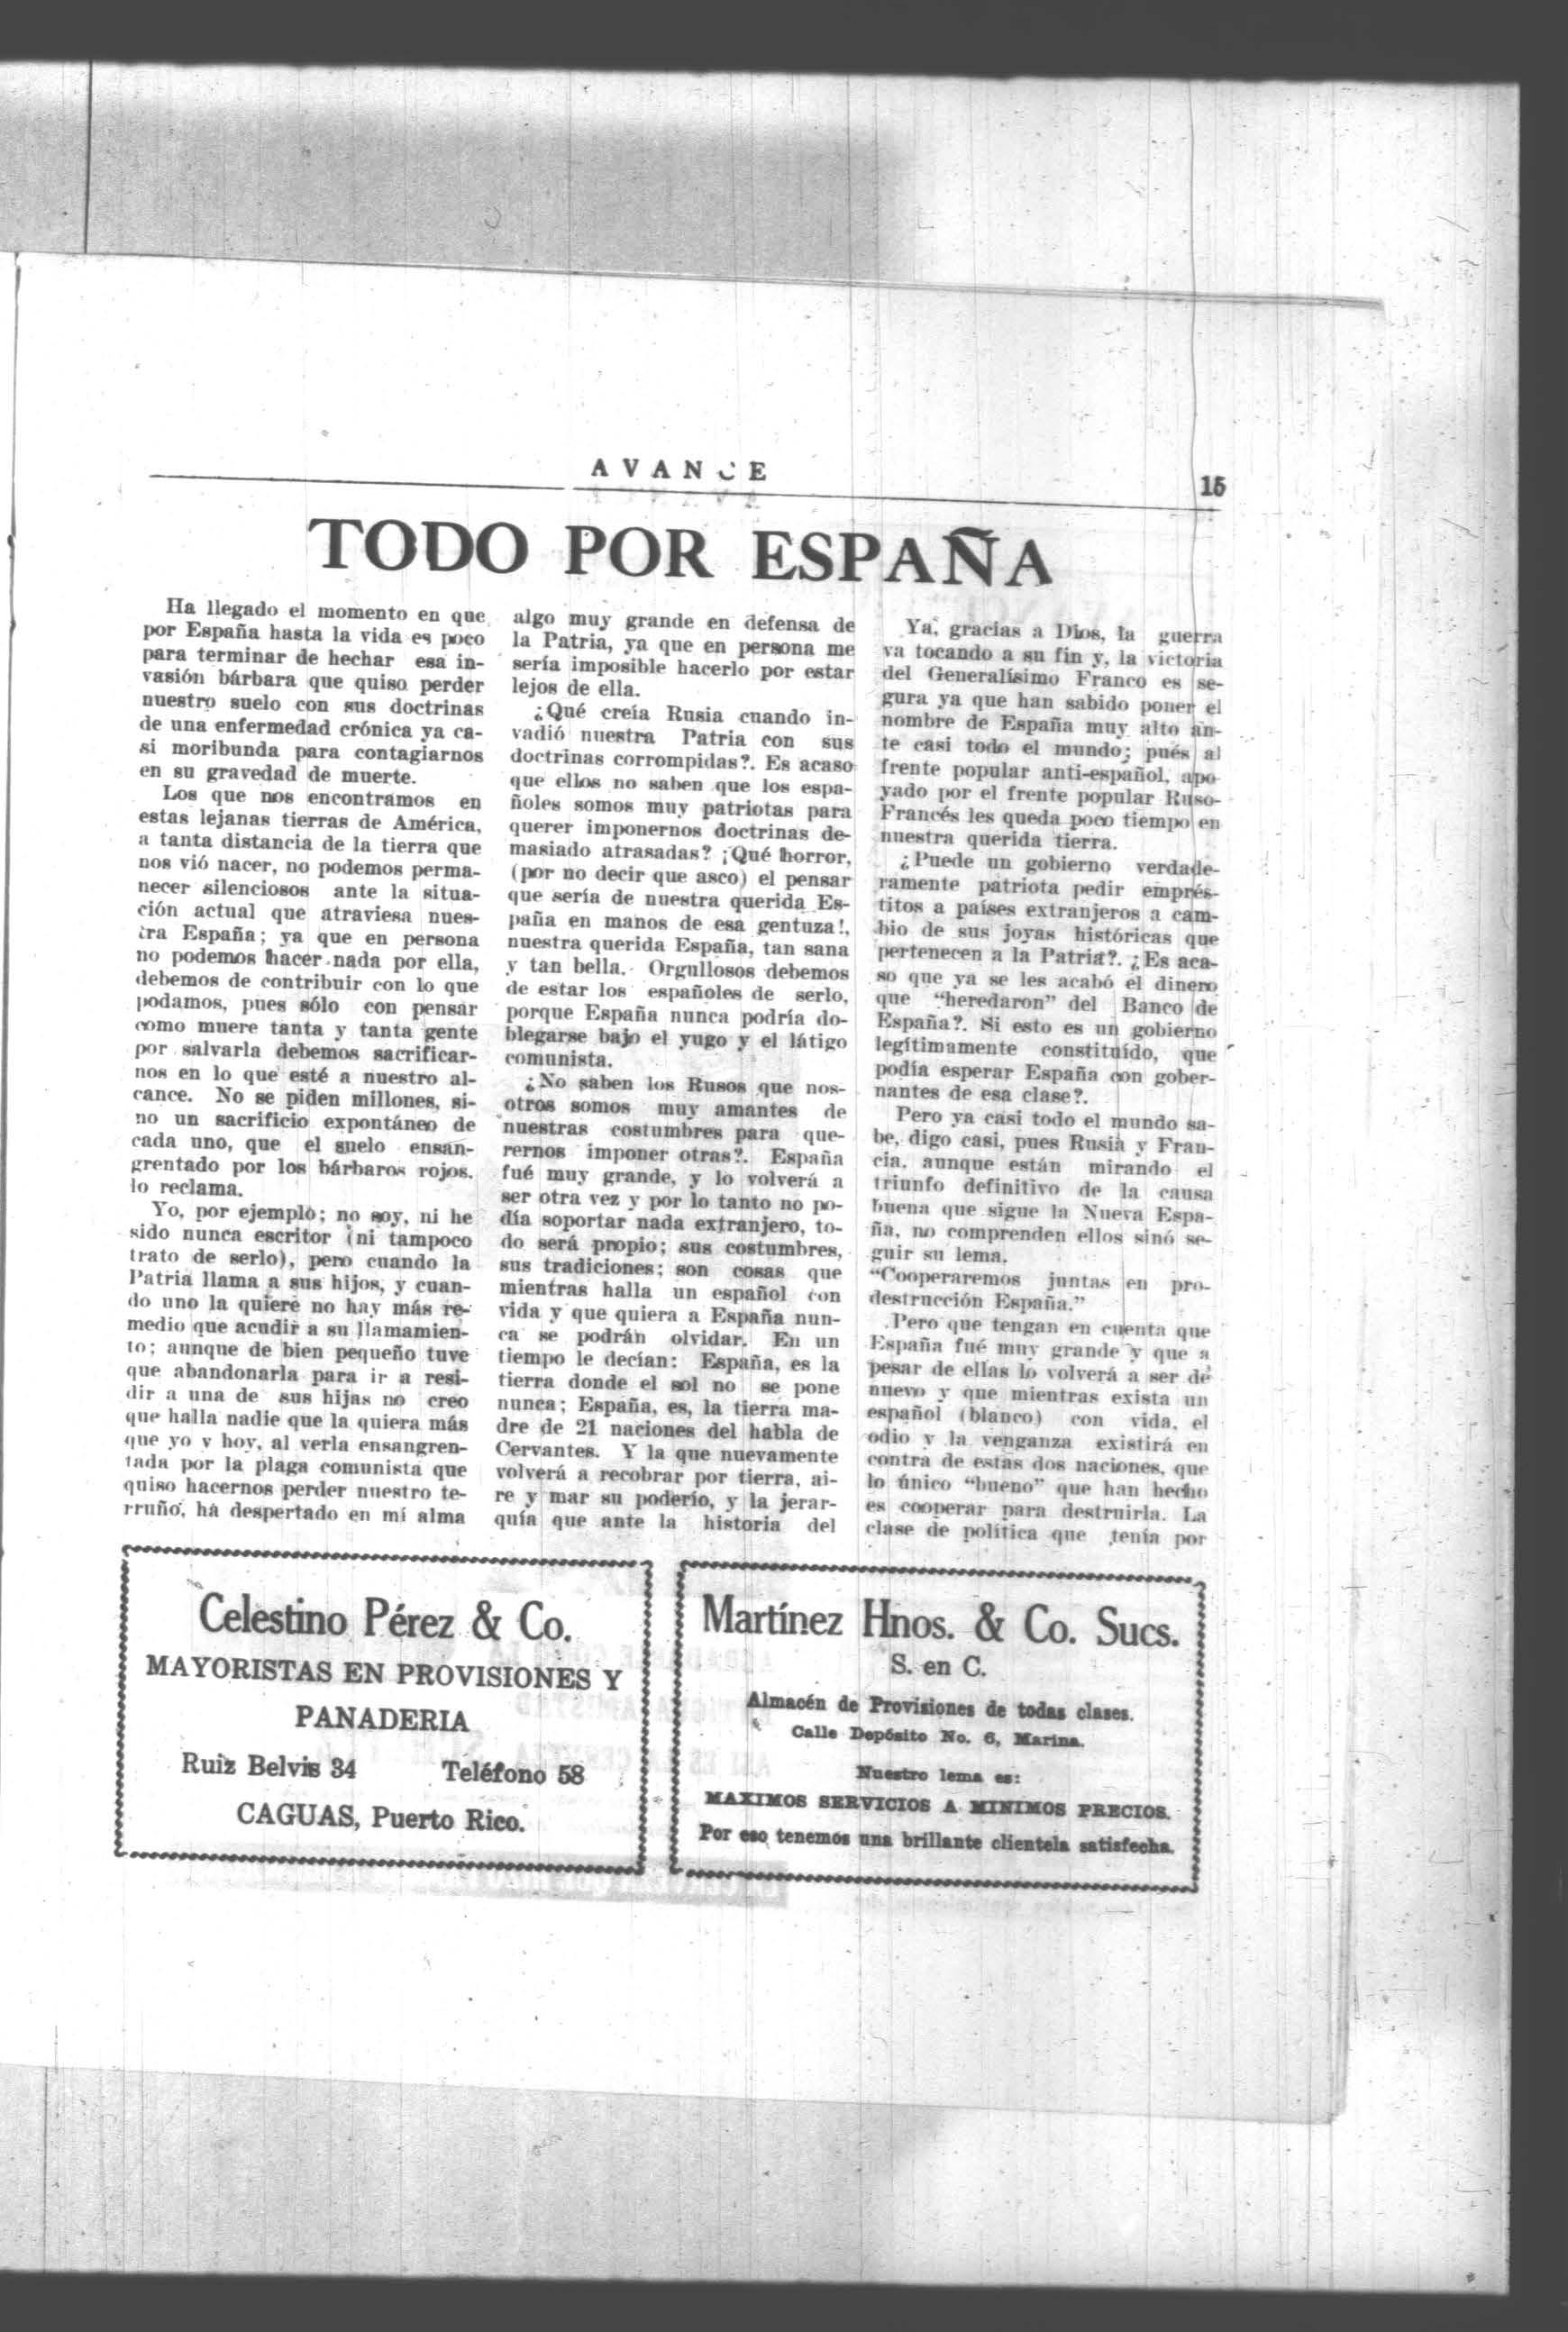 AVANCE
15
TODO POR ESPAÑA
Ha llegado el momento en que
por España hasta la vida es poco
para terminar de hechar esa in-
vasión bárbara que quiso perder
nuestro suelo con sus doctrinas
de una enfermedad crónica ya ca-
si moribunda para contagiarnos
en su gravedad de muerte.
Los que nos encontramos en
estas lejanas tierras de América,
a tanta distancia de la tierra que
nos vió nacer, no podemos perma-
necer silenciosos ante la situa-
ción actual que atraviesa nues-
tra España; ya que en persona
no podemos hacer nada por ella,
debemos de contribuir con lo que
podamos, pues sólo con pensar
como muere tanta y tanta gente
por salvarla debemos sacrificar-
nos en lo que esté a nuestro al-
cance. No se piden millones, si-
no un sacrificio expontáneo de
cada uno, que el suelo ensan-
grentado por los bárbaros rojos,
lo reclama.
Yo, por ejemplo; no soy, ni he
sido nunca escritor (ni tampoco
trato de serlo), pero cuando la
Patria llama a sus hijos, y cuan-
do uno la quiere no hay más re-
medio que acudir a su llamamien-
to; aunque de bien pequeño tuve
que abandonarla para ir a resi-
dir a una de sus hijas no creo
que halla nadie que la quiera más
que yo y hoy, al verla ensangren-
tada por la plaga comunista que
quiso hacernos perder nuestro te-
rruño, ha despertado en mí alma
algo muy grande en defensa de
la Patria, ya que en persona me
sería imposible hacerlo por estar
lejos de ella.
¿Qué creía Rusia cuando in-
vadió nuestra Patria con sus
doctrinas corrompidas?. Es acaso
que ellos no saben que los espa-
ñoles somos muy patriotas para
querer imponernos doctrinas de-
masiado atrasadas? ¡Qué horror,
(por no decir que asco) el pensar
que sería de nuestra querida Es-
paña en manos de esa gentuza!,
nuestra querida España, tan sana
y tan bella. Orgullosos debemos
de estar los españoles de serlo,
porque España nunca podría do-
blegarse bajo el yugo y el látigo
comunista.
¿No saben los Rusos que nos-
otros somos muy amantes de
nuestras costumbres para que-
rernos imponer otras?. España
fué muy grande, y lo volverá a
ser otra vez y por lo tanto no po-
día soportar nada extranjero, to-
do será propio; sus costumbres,
sus tradiciones; son cosas que
mientras halla un español con
vida y que quiera a España nun-
ca se podrán olvidar. En un
tiempo le decían: España, es la
tierra donde el sol no se pone
nunca; España, es, la tierra ma-
dre de 21 naciones del habla de
Cervantes. Y la que nuevamente
volverá a recobrar por tierra, ai-
re y mar su poderío, y la jerar-
quía que ante la historia del
Ya, gracias a Dios, la guerra
va tocando a su fin y, la victoria
del Generalísimo Franco es se-
gura ya que han sabido poner el
nombre de España muy alto an-
te casi todo el mundo; pués al
frente popular anti-español, apo-
yado por el frente popular Ruso-
Francés les queda poco tiempo en
nuestra querida tierra.
¿Puede un gobierno verdade-
ramente patriota pedir emprés-
titos a países extranjeros a cam-
bio de sus joyas históricas que
pertenecen a la Patria?. ¿Es aca-
so que ya se les acabó el dinero
que "heredaron" del Banco de
España?. Si esto es un gobierno
legítimamente constituído, que
podía esperar España con gober-
nantes de esa clase?.
Pero ya casi todo el mundo sa-
be, digo casi, pues Rusia y Fran-
cia, aunque están mirando el
triunfo definitivo de la causa
buena que sigue la Nueva Espa-
ña, no comprenden ellos sinó se-
guir su lema.
"Cooperaremos juntas en pro-
destrucción España."
Pero que tengan en cuenta que
España fué muy grande y que a
pesar de ellas lo volverá a ser de
nuevo y que mientras exista un
español (blanco) con vida, el
odio y la venganza existirá en
contra de estas dos naciones, que
lo único "bueno" que han hecho
es cooperar para destruirla. La
clase de política que tenía por
Celestino Pérez & Co.
MAYORISTAS EN PROVISIONES Y
PANADERIA
Ruiz Belvis 34 Teléfono 58
CAGUAS, Puerto Rico.
Martínez Hnos. & Co. Sucs.
S. en C.
Almacén de Provisiones de todas clases.
Calle Depósito No. 6, Marina.
Nuestro lema es:
MAXIMOS SERVICIOS A MINIMOS PRECIOS.
Por eso tenemos una brillante clientela satisfecha.